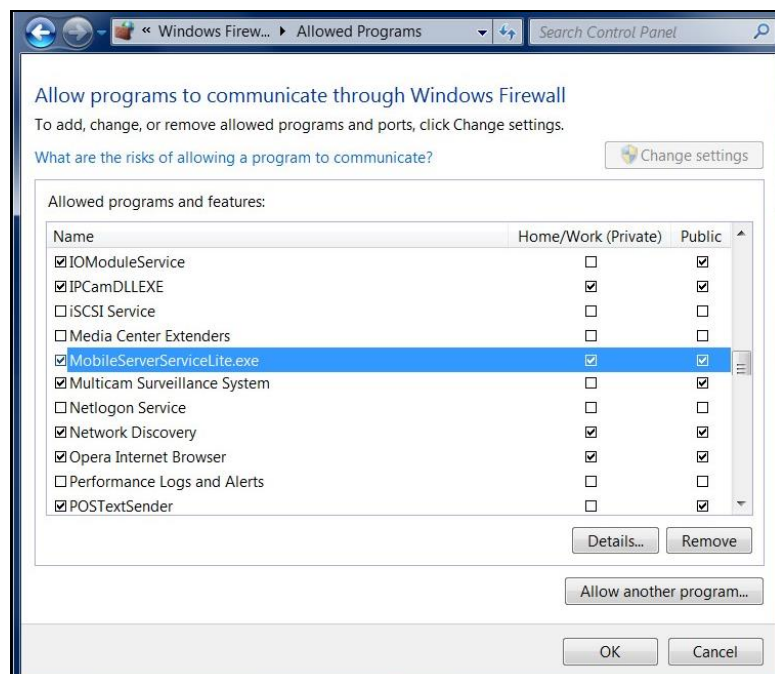 « Windows Firew... ▸ Allowed Programs
Search Control Panel
Allow programs to communicate through Windows Firewall
To add, change, or remove allowed programs and ports, click Change settings.
What are the risks of allowing a program to communicate?
Change settings
Allowed programs and features:
Name Home/Work (Private) Public
IOModuleService
IPCamDLLEXE
iSCSI Service
Media Center Extenders
MobileServerServiceLite.exe
Multicam Surveillance System
Netlogon Service
Network Discovery
Opera Internet Browser
Performance Logs and Alerts
POSTextSender
Details... Remove
Allow another program...
OK Cancel